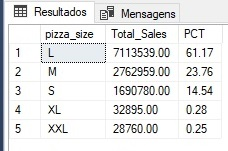 Resultados Mensagens
pizza_size Total_Sales PCT
1 L 7113539.00 61.17
2 M 2762959.00 23.76
3 S 1690780.00 14.54
4 XL 32895.00 0.28
5 XXL 28760.00 0.25